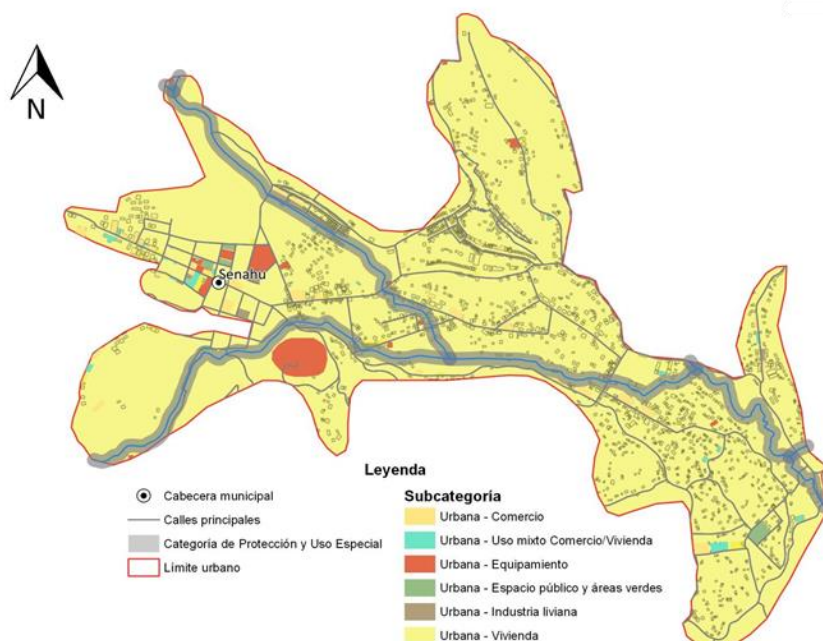 N
Senahú
Leyenda
Cabecera municipal
Calles principales
Categoría de Protección y Uso Especial
Límite urbano
Subcategoría
Urbana - Comercio
Urbana - Uso mixto Comercio/Vivienda
Urbana - Equipamiento
Urbana - Espacio público y áreas verdes
Urbana - Industria liviana
Urbana - Vivienda